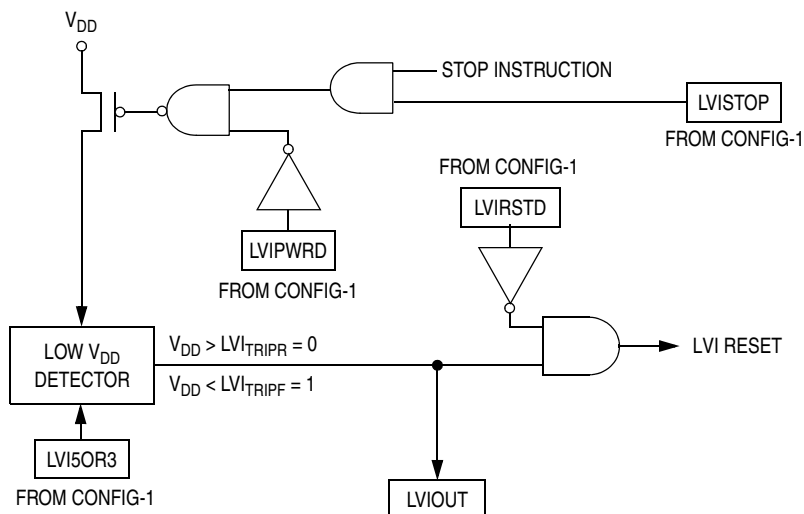 VDD
STOP INSTRUCTION
LVISTOP
FROM CONFIG-1
FROM CONFIG-1
LVIRSTD
LVIPWRD
FROM CONFIG-1
LOW VDD
DETECTOR
VDD > LVITRIPR = 0
VDD < LVITRIPF = 1
LVI RESET
LVI5OR3
FROM CONFIG-1
LVIOUT